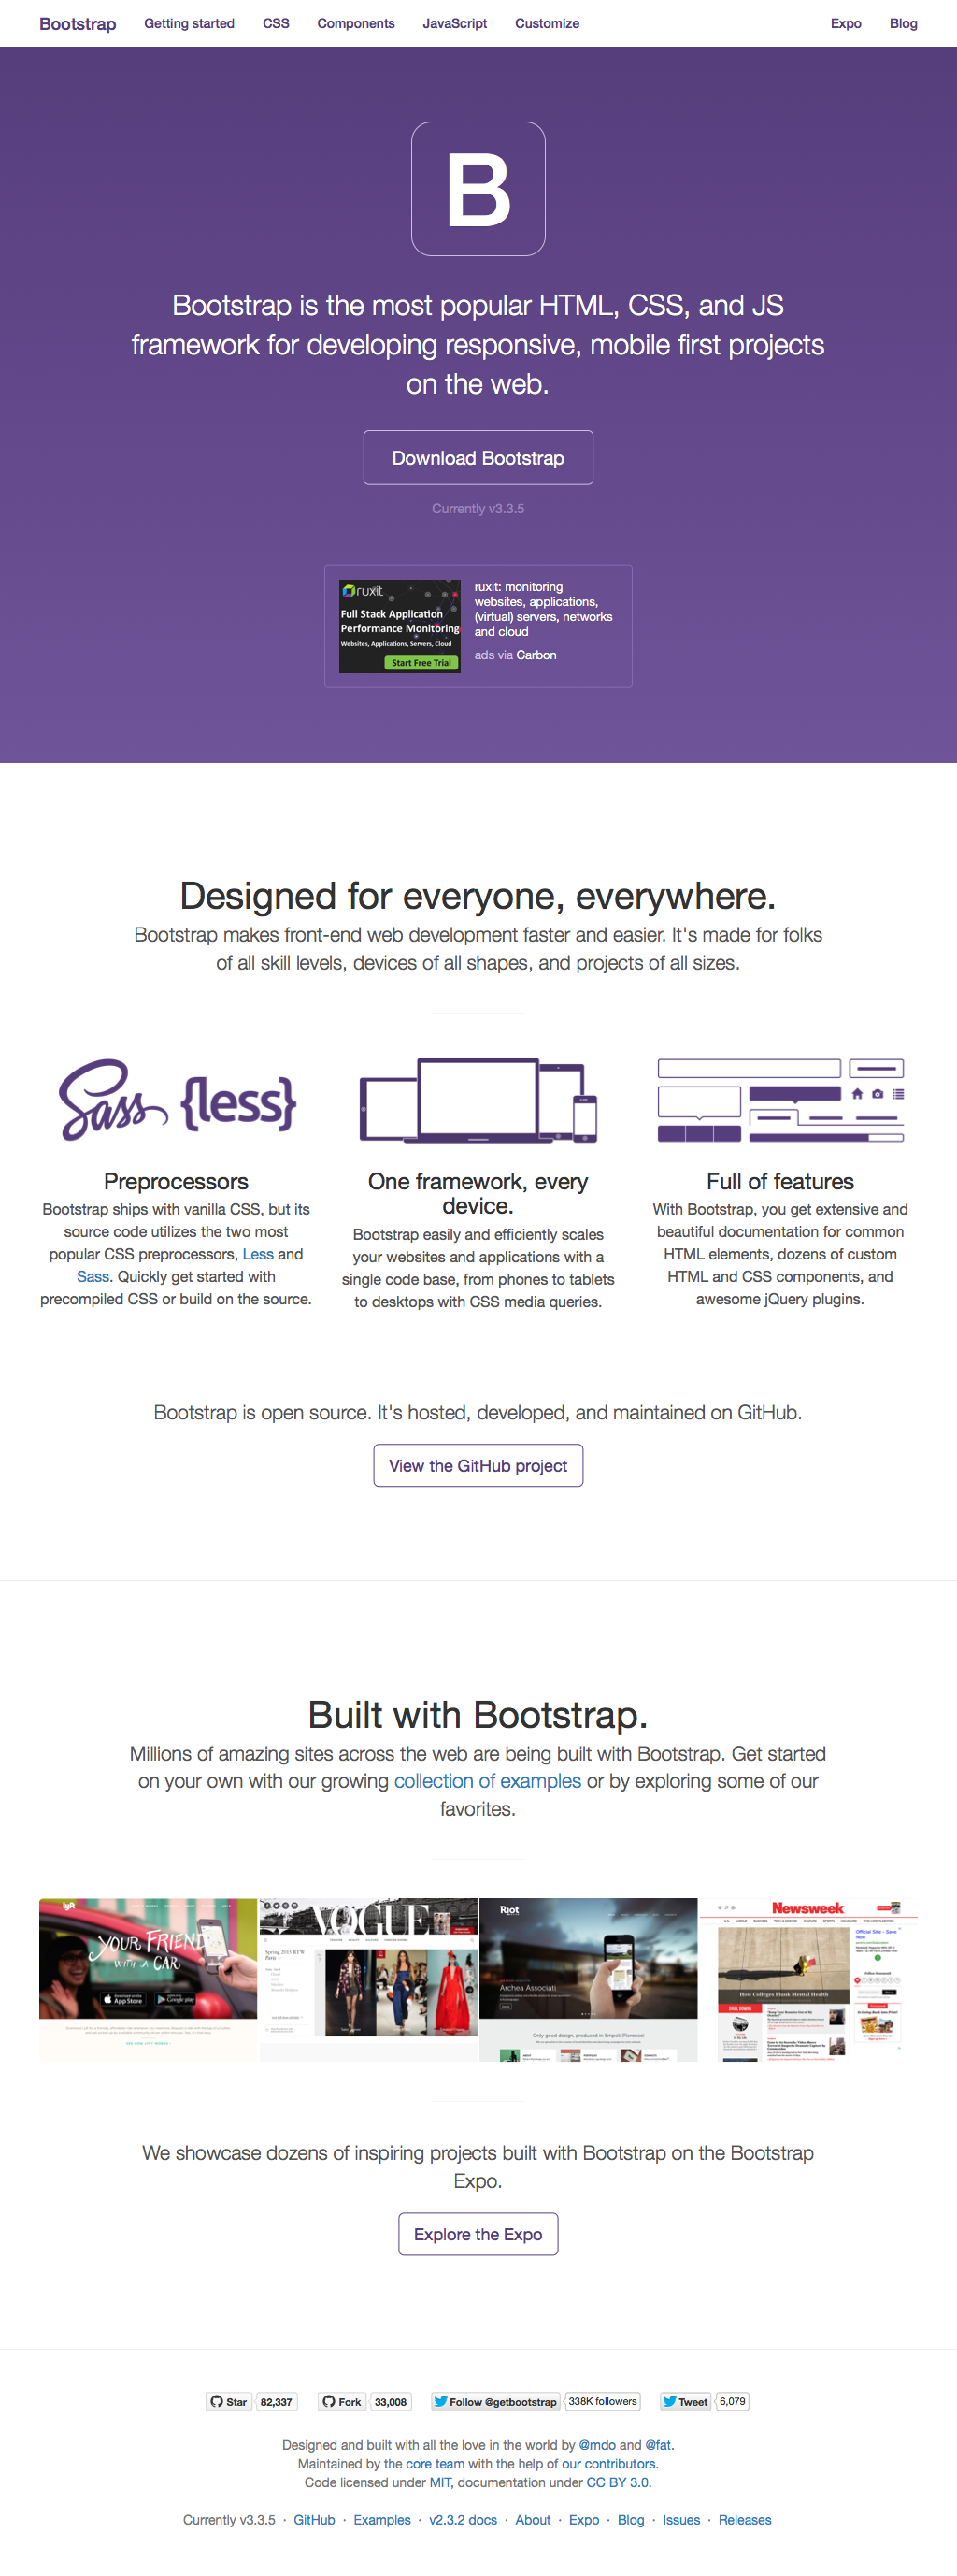 Bootstrap Getting started CSS Components JavaScript Customize Expo Blog
B
Bootstrap is the most popular HTML, CSS, and JS
framework for developing responsive, mobile first projects
on the web.
Download Bootstrap
Currently v3.3.5
ruxit
Full Stack Application
Performance Monitoring
Websites, Applications, Servers, Cloud
Start Free Trial
ruxit: monitoring
websites, applications,
(virtual) servers, networks
and cloud
ads via Carbon
Designed for everyone, everywhere.
Bootstrap makes front-end web development faster and easier. It's made for folks
of all skill levels, devices of all shapes, and projects of all sizes.
Sass {less}
Preprocessors
Bootstrap ships with vanilla CSS, but its
source code utilizes the two most
popular CSS preprocessors, Less and
Sass. Quickly get started with
precompiled CSS or build on the source.
One framework, every
device.
Bootstrap easily and efficiently scales
your websites and applications with a
single code base, from phones to tablets
to desktops with CSS media queries.
Full of features
With Bootstrap, you get extensive and
beautiful documentation for common
HTML elements, dozens of custom
HTML and CSS components, and
awesome jQuery plugins.
Bootstrap is open source. It's hosted, developed, and maintained on GitHub.
View the GitHub project
Built with Bootstrap.
Millions of amazing sites across the web are being built with Bootstrap. Get started
on your own with our growing collection of examples or by exploring some of our
favorites.
lyft
YOUR FRIEND
WITH A CAR
App Store Google play
VOGUE
Spring 2015 RTW
Riot
Archea Associati
Only good design, produced in Empoli (Florence)
Newsweek
How Colleges Flunk Mental Health
We showcase dozens of inspiring projects built with Bootstrap on the Bootstrap
Expo.
Explore the Expo
Star 82,337 Fork 33,008 Follow @getbootstrap 338K followers Tweet 6,079
Designed and built with all the love in the world by @mdo and @fat.
Maintained by the core team with the help of our contributors.
Code licensed under MIT, documentation under CC BY 3.0.
Currently v3.3.5 · GitHub · Examples · v2.3.2 docs · About · Expo · Blog · Issues · Releases